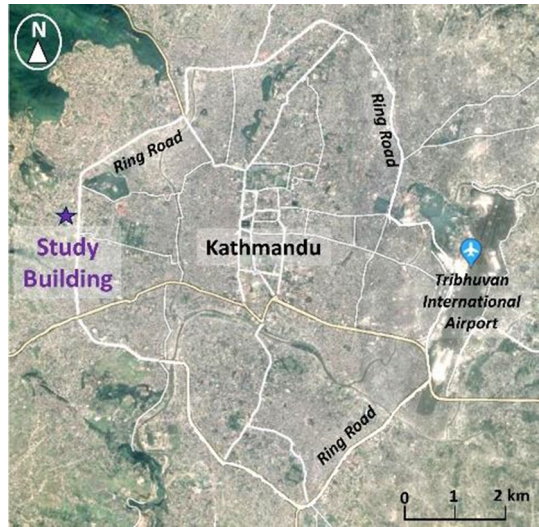 N
Ring Road
Ring Road
Study
Building
Kathmandu
Tribhuvan
International
Airport
Ring Road
0 1 2 km